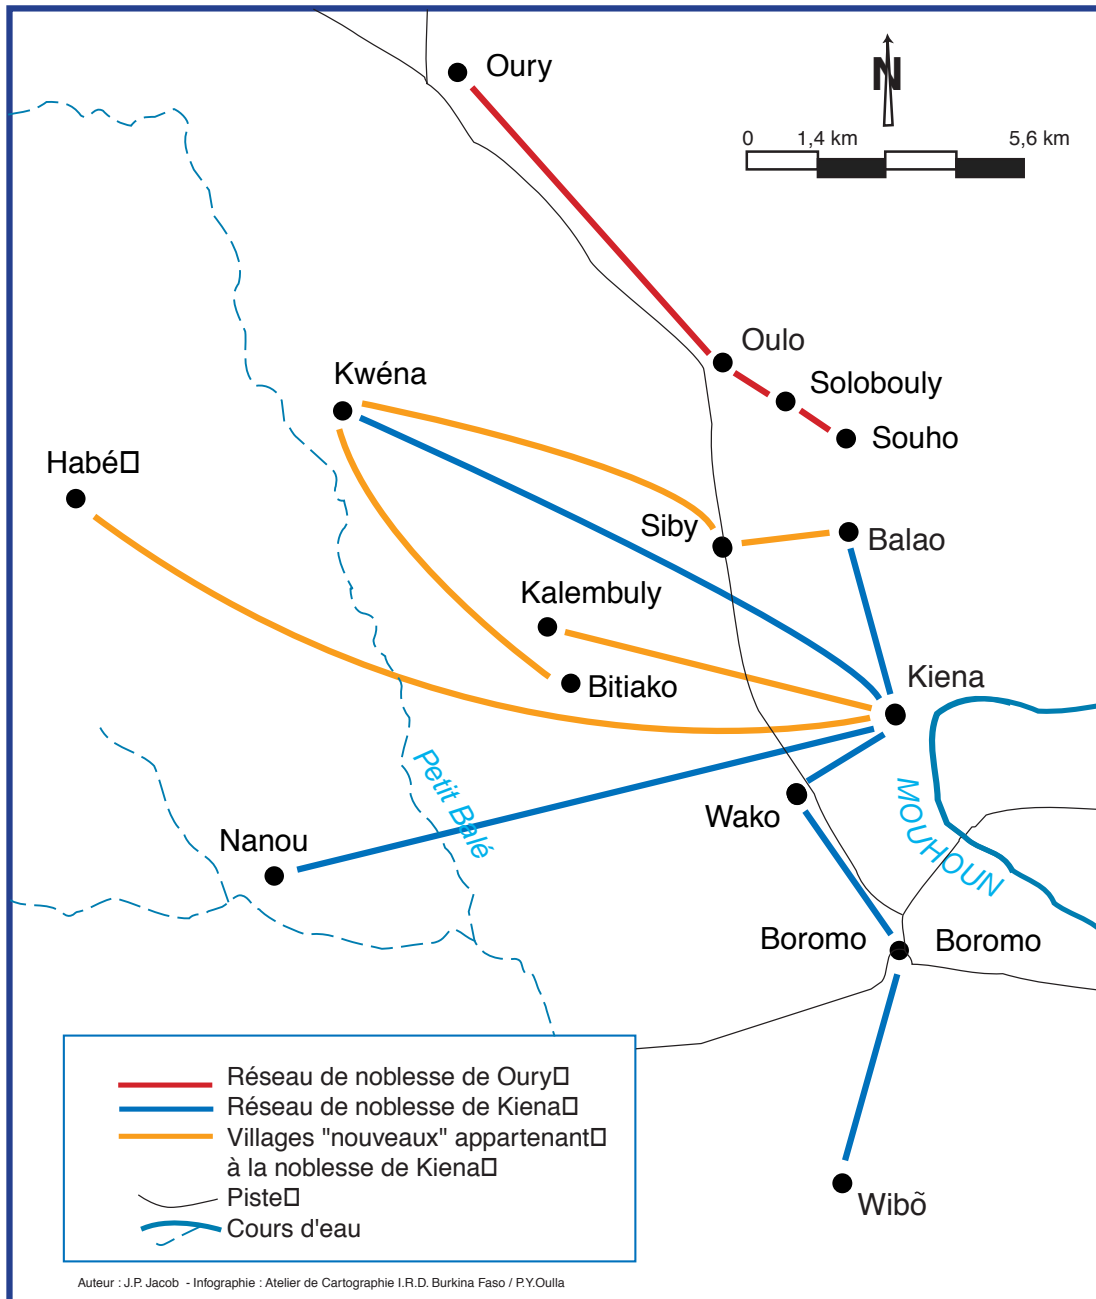 Oury
N
0 1,4 km 5,6 km
Oulo
Kwéna
Solobouly
Souho
Habé□
Siby
Balao
Kalembuly
Kiena
Bitiako
Petit Balé
MOUHOUN
Wako
Nanou
Boromo Boromo
Réseau de noblesse de Oury□
Réseau de noblesse de Kiena□
Villages "nouveaux" appartenant□
à la noblesse de Kiena□
Piste□
Cours d'eau
Wibõ
Auteur : J.P. Jacob - Infographie : Atelier de Cartographie I.R.D. Burkina Faso / P.Y.Oulla